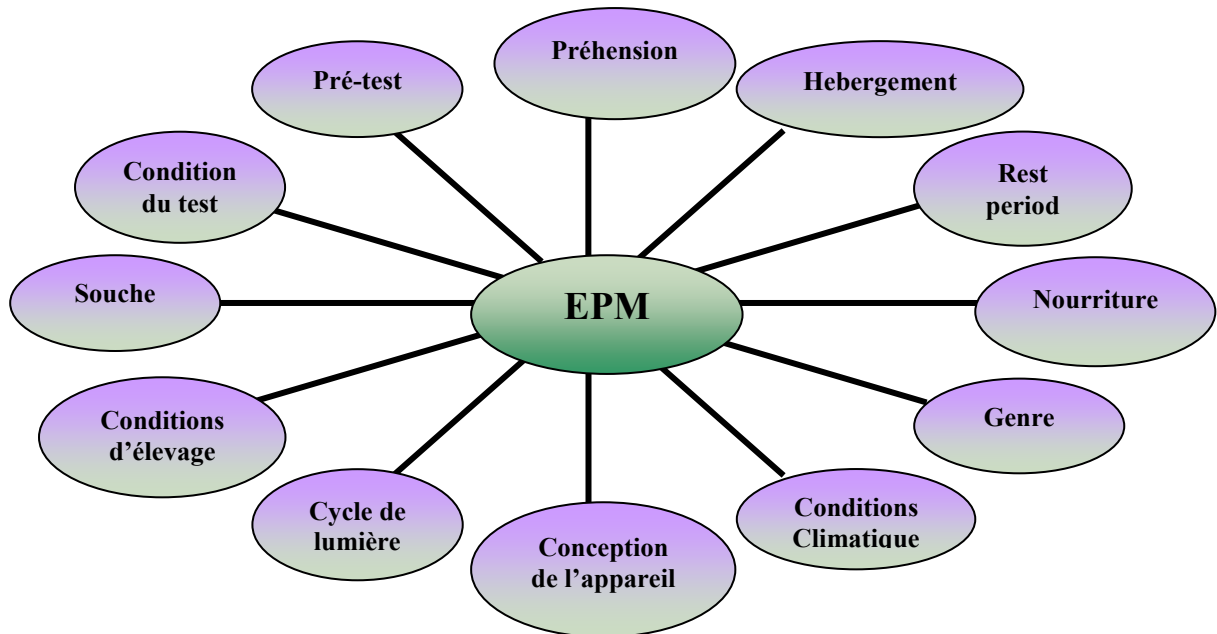 Préhension
Pré-test
Hebergement
Condition
du test
Rest
period
Souche
EPM
Nourriture
Conditions
d'élevage
Genre
Cycle de
lumière
Conditions
Climatique
Conception
de l'appareil